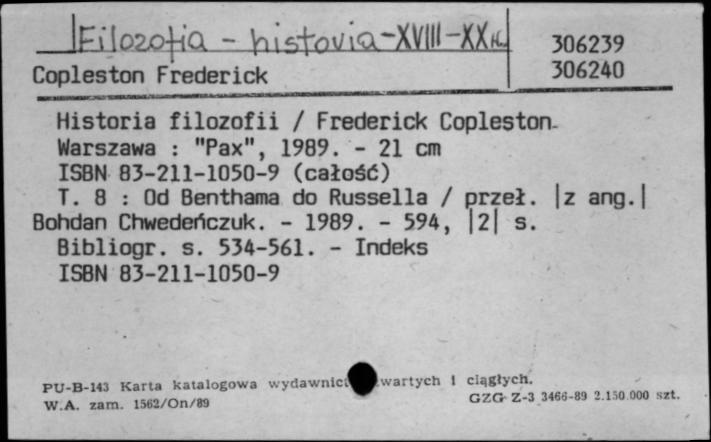 Filozofia - historia - XVIII - XX w.
306239
Copleston Frederick
306240
Historia filozofii / Frederick Copleston.
Warszawa : "Pax", 1989. - 21 cm
ISBN 83-211-1050-9 (całość)
T. 8 : Od Benthama do Russella / przeł. |z ang.|
Bohdan Chwedeńczuk. - 1989. - 594, |2| s.
Bibliogr. s. 534-561. - Indeks
ISBN 83-211-1050-9
PU-B-143 Karta katalogowa wydawnict wartych i ciągłych.
W.A. zam. 1562/On/89
GZG Z-3 3466-89 2.150.000 szt.